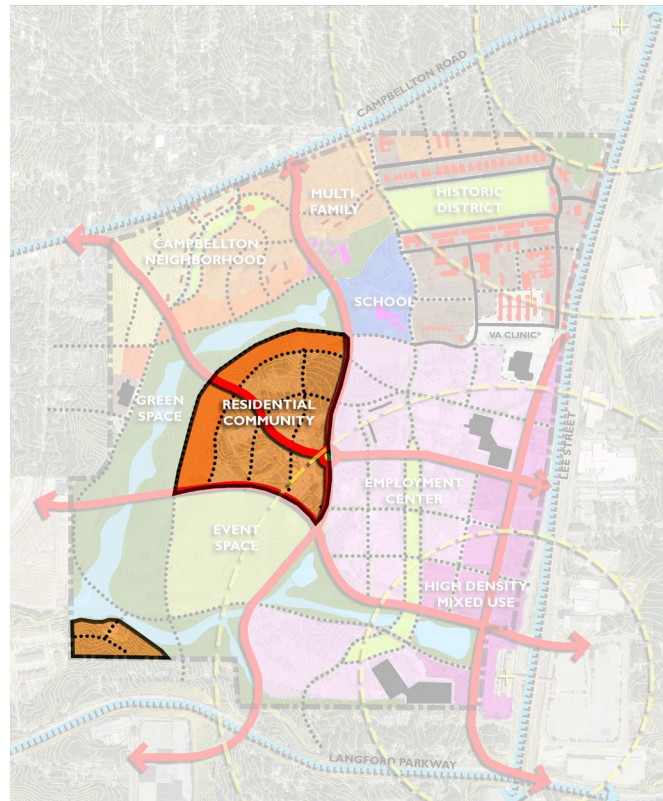 CAMPBELLTON ROAD
MULTI-
FAMILY
HISTORIC
DISTRICT
CAMPBELLTON
NEIGHBORHOOD
SCHOOL
VA CLINIC*
GREEN
SPACE
RESIDENTIAL
COMMUNITY
LEE STREET
EMPLOYMENT
CENTER
EVENT
SPACE
HIGH DENSITY
MIXED USE
LANGFORD PARKWAY